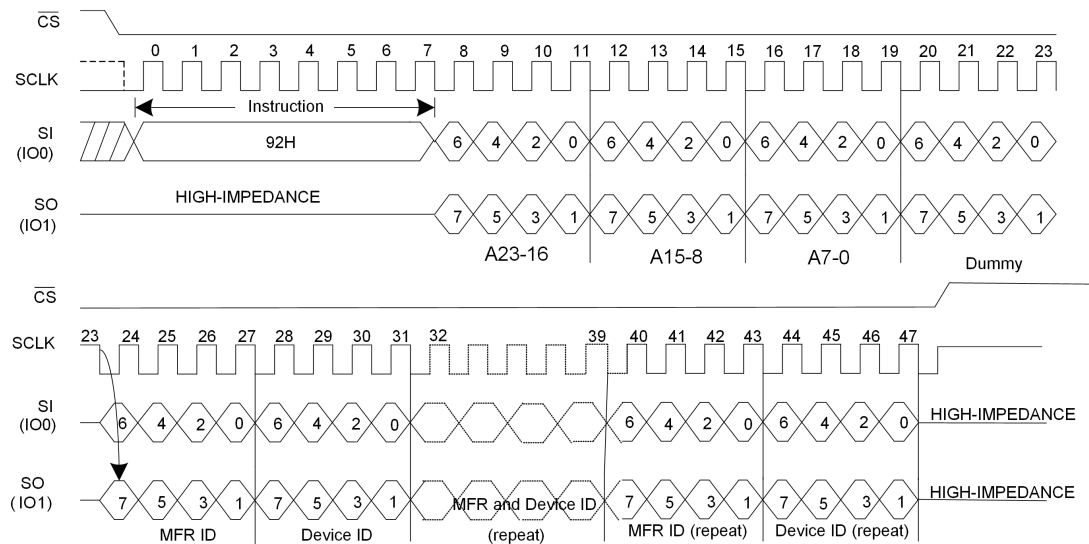 CS
0 1 2 3 4 5 6 7 8 9 10 11 12 13 14 15 16 17 18 19 20 21 22 23
SCLK
Instruction
SI
(IO0)
92H
6 4 2 0 6 4 2 0 6 4 2 0 6 4 2 0
SO
(IO1)
HIGH-IMPEDANCE
7 5 3 1 7 5 3 1 7 5 3 1 7 5 3 1
A23-16 A15-8 A7-0
Dummy
CS
SCLK
23 24 25 26 27 28 29 30 31 32 39 40 41 42 43 44 45 46 47
SI
(IO0)
6 4 2 0 6 4 2 0 6 4 2 0 6 4 2 0
HIGH-IMPEDANCE
SO
(IO1)
7 5 3 1 7 5 3 1 MFR and Device ID 7 5 3 1 7 5 3 1
HIGH-IMPEDANCE
MFR ID Device ID (repeat) MFR ID (repeat) Device ID (repeat)